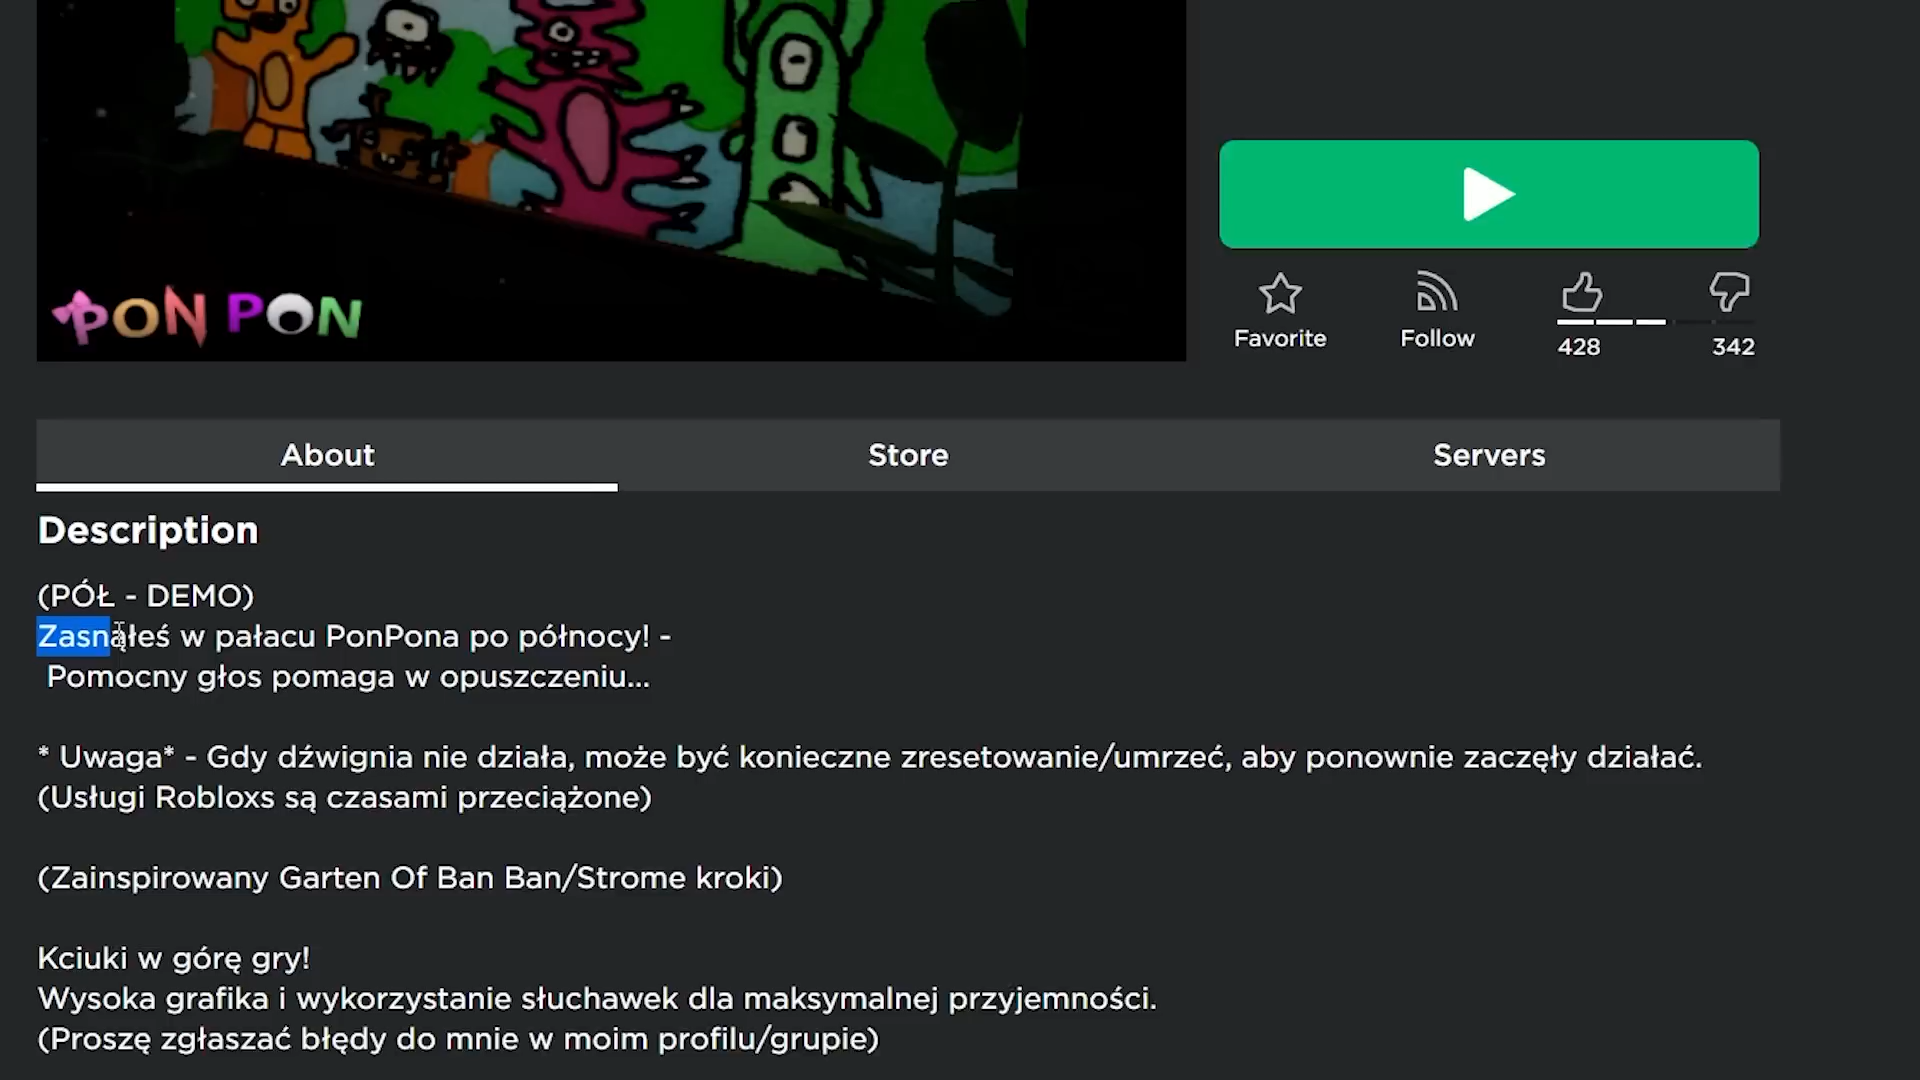 PON PON
Favorite
Follow
428
342
About
Store
Servers
Description
(PÓŁ - DEMO)
Zasnąłeś w pałacu PonPona po północy! -
Pomocny głos pomaga w opuszczeniu...
* Uwaga* - Gdy dźwignia nie działa, może być konieczne zresetowanie/umrzeć, aby ponownie zaczęły działać.
(Usługi Robloxs są czasami przeciążone)
(Zainspirowany Garten Of Ban Ban/Strome kroki)
Kciuki w górę gry!
Wysoka grafika i wykorzystanie słuchawek dla maksymalnej przyjemności.
(Proszę zgłaszać błędy do mnie w moim profilu/grupie)